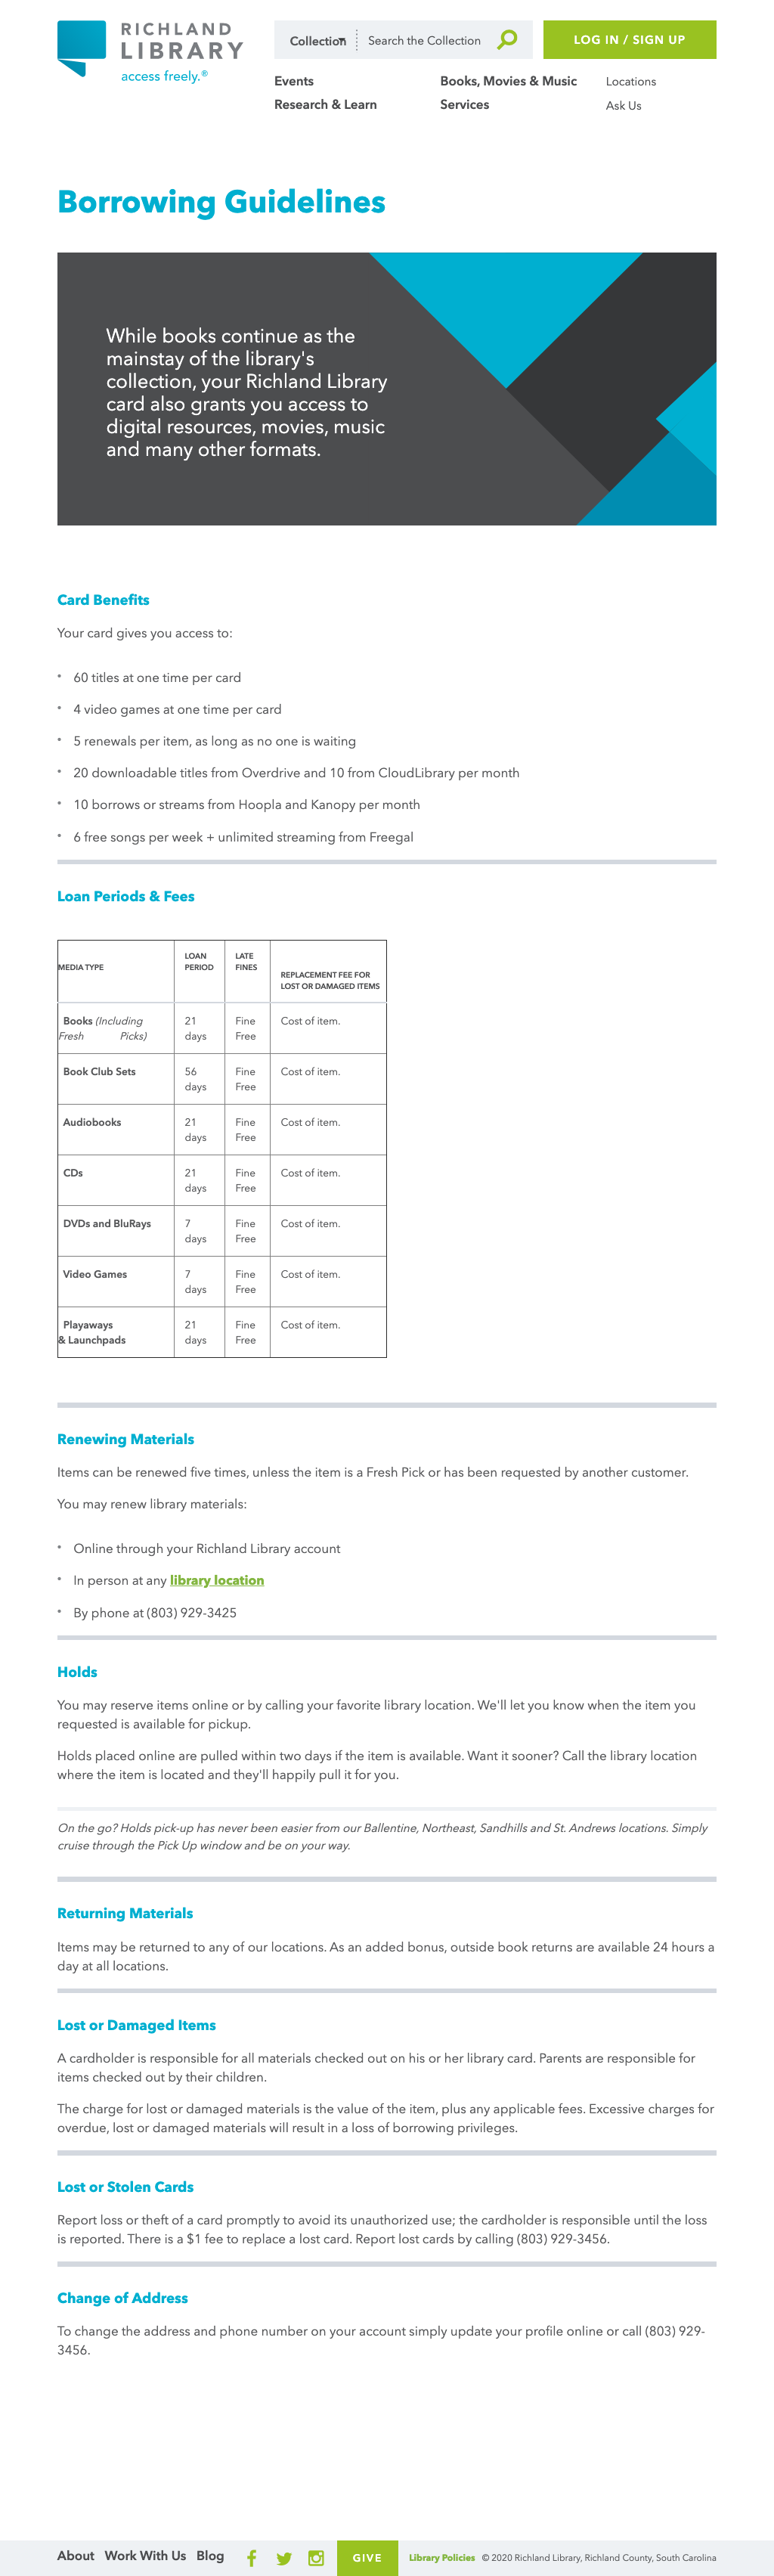 RICHLAND
LIBRARY
access freely.®
Collection
Search the Collection
LOG IN / SIGN UP
Events
Books, Movies & Music
Locations
Research & Learn
Services
Ask Us
Borrowing Guidelines
While books continue as the
mainstay of the library's
collection, your Richland Library
card also grants you access to
digital resources, movies, music
and many other formats.
Card Benefits
Your card gives you access to:
60 titles at one time per card
4 video games at one time per card
5 renewals per item, as long as no one is waiting
20 downloadable titles from Overdrive and 10 from CloudLibrary per month
10 borrows or streams from Hoopla and Kanopy per month
6 free songs per week + unlimited streaming from Freegal
Loan Periods & Fees
MEDIA TYPE
LOAN
PERIOD
LATE
FINES
REPLACEMENT FEE FOR
LOST OR DAMAGED ITEMS
Books (Including
Fresh Picks)
21
days
Fine
Free
Cost of item.
Book Club Sets
56
days
Fine
Free
Cost of item.
Audiobooks
21
days
Fine
Free
Cost of item.
CDs
21
days
Fine
Free
Cost of item.
DVDs and BluRays
7
days
Fine
Free
Cost of item.
Video Games
7
days
Fine
Free
Cost of item.
Playaways
& Launchpads
21
days
Fine
Free
Cost of item.
Renewing Materials
Items can be renewed five times, unless the item is a Fresh Pick or has been requested by another customer.
You may renew library materials:
Online through your Richland Library account
In person at any library location
By phone at (803) 929-3425
Holds
You may reserve items online or by calling your favorite library location. We'll let you know when the item you
requested is available for pickup.
Holds placed online are pulled within two days if the item is available. Want it sooner? Call the library location
where the item is located and they'll happily pull it for you.
On the go? Holds pick-up has never been easier from our Ballentine, Northeast, Sandhills and St. Andrews locations. Simply
cruise through the Pick Up window and be on your way.
Returning Materials
Items may be returned to any of our locations. As an added bonus, outside book returns are available 24 hours a
day at all locations.
Lost or Damaged Items
A cardholder is responsible for all materials checked out on his or her library card. Parents are responsible for
items checked out by their children.
The charge for lost or damaged materials is the value of the item, plus any applicable fees. Excessive charges for
overdue, lost or damaged materials will result in a loss of borrowing privileges.
Lost or Stolen Cards
Report loss or theft of a card promptly to avoid its unauthorized use; the cardholder is responsible until the loss
is reported. There is a $1 fee to replace a lost card. Report lost cards by calling (803) 929-3456.
Change of Address
To change the address and phone number on your account simply update your profile online or call (803) 929-
3456.
About Work With Us Blog
GIVE
Library Policies © 2020 Richland Library, Richland County, South Carolina